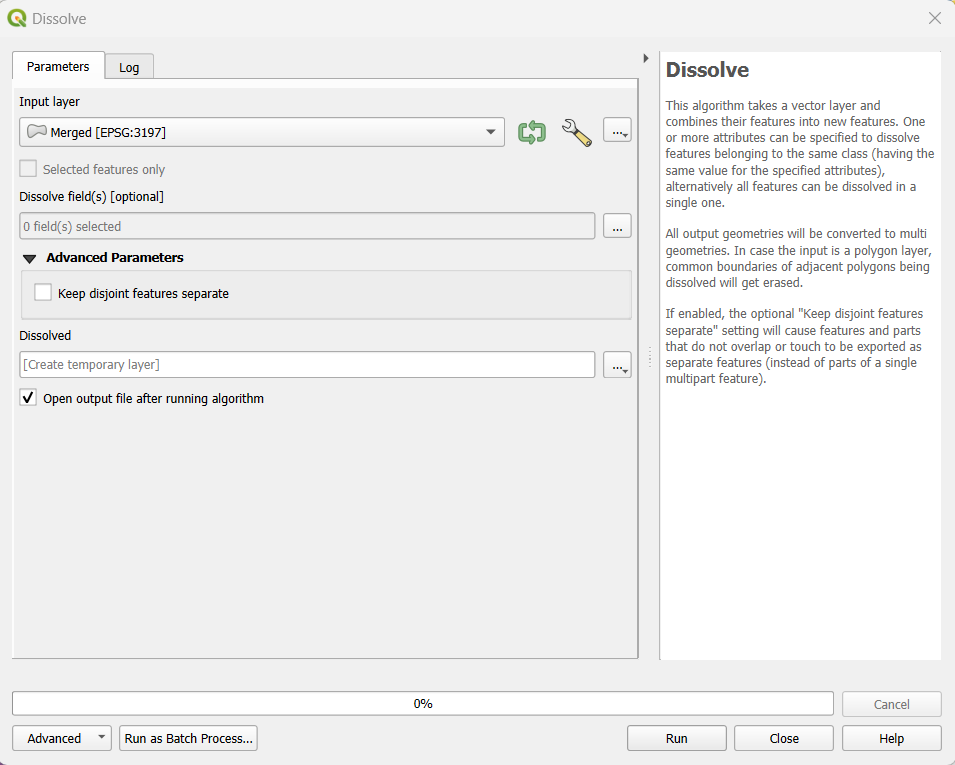 Dissolve
Parameters
Log
Input layer
Merged [EPSG:3197]
...
Selected features only
Dissolve field(s) [optional]
0 field(s) selected
...
Advanced Parameters
Keep disjoint features separate
Dissolved
[Create temporary layer]
...
Open output file after running algorithm
Dissolve
This algorithm takes a vector layer and
combines their features into new features. One
or more attributes can be specified to dissolve
features belonging to the same class (having the
same value for the specified attributes),
alternatively all features can be dissolved in a
single one.
All output geometries will be converted to multi
geometries. In case the input is a polygon layer,
common boundaries of adjacent polygons being
dissolved will get erased.
If enabled, the optional "Keep disjoint features
separate" setting will cause features and parts
that do not overlap or touch to be exported as
separate features (instead of parts of a single
multipart feature).
0%
Cancel
Advanced
Run as Batch Process...
Run
Close
Help